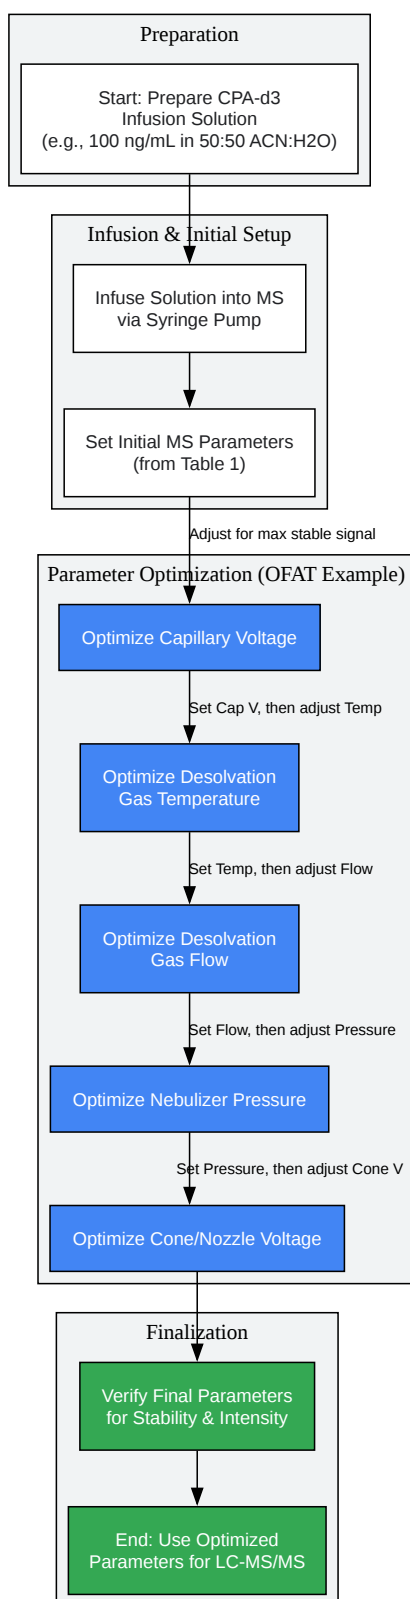 Preparation
Start: Prepare CPA-d3
Infusion Solution
(e.g., 100 ng/mL in 50:50 ACN:H2O)
Infusion & Initial Setup
Infuse Solution into MS
via Syringe Pump
Set Initial MS Parameters
(from Table 1)
Adjust for max stable signal
Parameter Optimization (OFAT Example)
Optimize Capillary Voltage
Set Cap V, then adjust Temp
Optimize Desolvation
Gas Temperature
Set Temp, then adjust Flow
Optimize Desolvation
Gas Flow
Set Flow, then adjust Pressure
Optimize Nebulizer Pressure
Set Pressure, then adjust Cone V
Optimize Cone/Nozzle Voltage
Finalization
Verify Final Parameters
for Stability & Intensity
End: Use Optimized
Parameters for LC-MS/MS